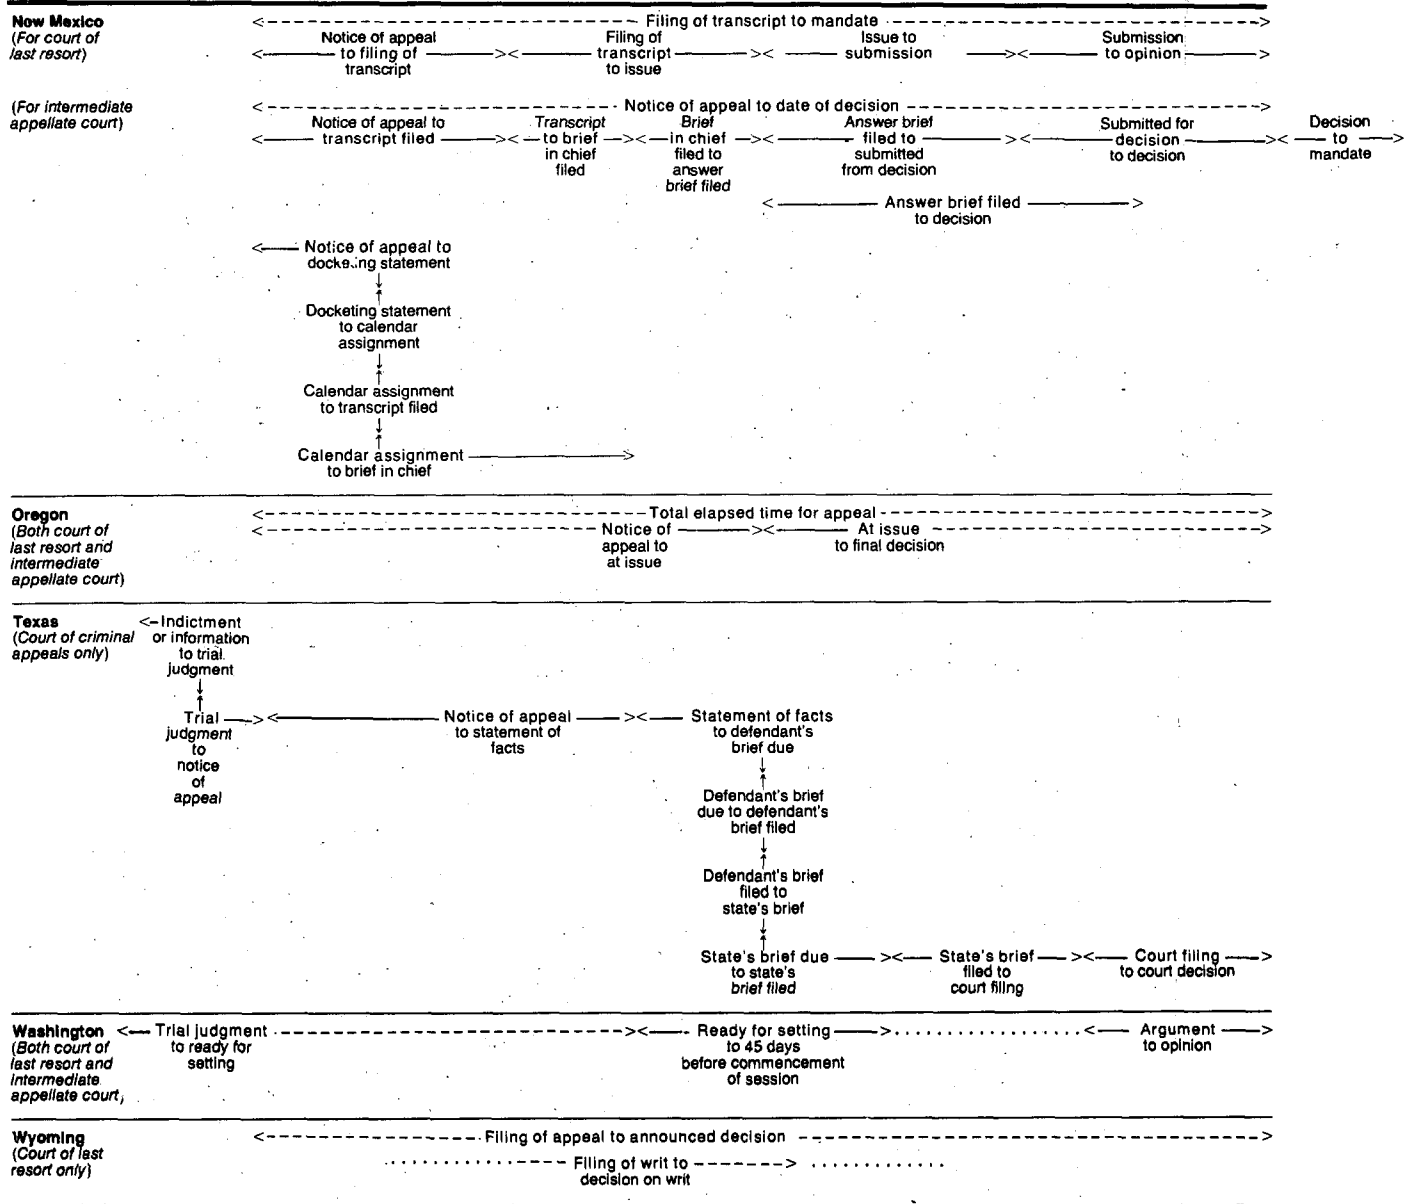 Now Mexico
(For court of
last resort)
Filing of transcript to mandate
Notice of appeal
to filing of
transcript
Filing of
transcript
to issue
Issue to
submission
Submission
to opinion
(For intermediate
appellate court)
Notice of appeal to date of decision
Notice of appeal to
transcript filed
Transcript
to brief
in chief
filed
Brief
in chief
filed to
answer
brief filed
Answer brief
filed to
submitted
from decision
Submitted for
decision
to decision
Decision
to
mandate
Answer brief filed
to decision
Notice of appeal to
docketing statement
Docketing statement
to calendar
assignment
Calendar assignment
to transcript filed
Calendar assignment
to brief in chief
Oregon
(Both court of
last resort and
intermediate
appellate court)
Total elapsed time for appeal
Notice of
appeal to
at issue
At issue
to final decision
Texas
(Court of criminal
appeals only)
Indictment
or information
to trial
judgment
Trial
judgment
to
notice
of
appeal
Notice of appeal
to statement of
facts
Statement of facts
to defendant's
brief due
Defendant's brief
due to defendant's
brief filed
Defendant's brief
filed to
state's brief
State's brief due
to state's
brief filed
State's brief
filed to
court filing
Court filing
to court decision
Washington
(Both court of
last resort and
intermediate
appellate court,
Trial judgment
to ready for
setting
Ready for setting
to 45 days
before commencement
of session
Argument
to opinion
Wyoming
(Court of last
resort only)
Filing of appeal to announced decision
Filing of writ to
decision on writ